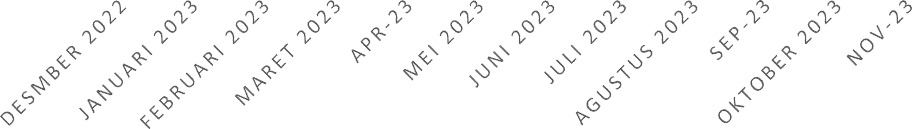 DESMBER 2022
JANUARI 2023
FEBRUARI 2023
MARET 2023
APR-23
MEI 2023
JUNI 2023
JULI 2023
AGUSTUS 2023
SEP-23
OKTOBER 2023
NOV-23